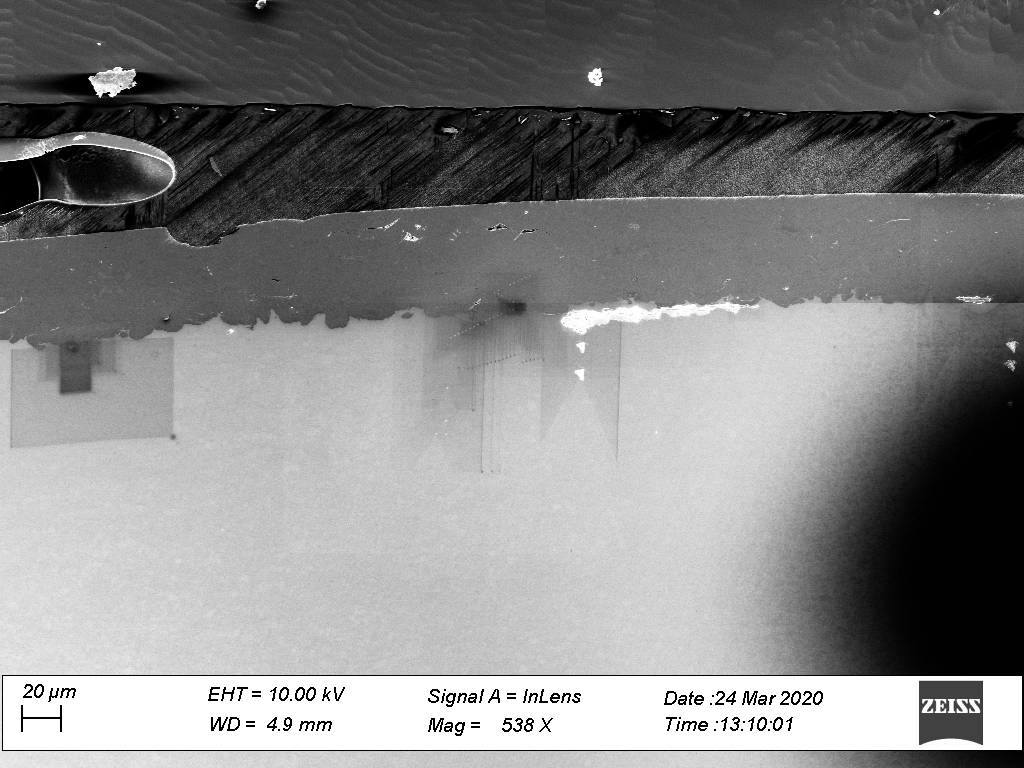 20 µm
EHT = 10.00 kV
Signal A = InLens
Date :24 Mar 2020
WD = 4.9 mm
Mag = 538 X
Time :13:10:01
ZEISS